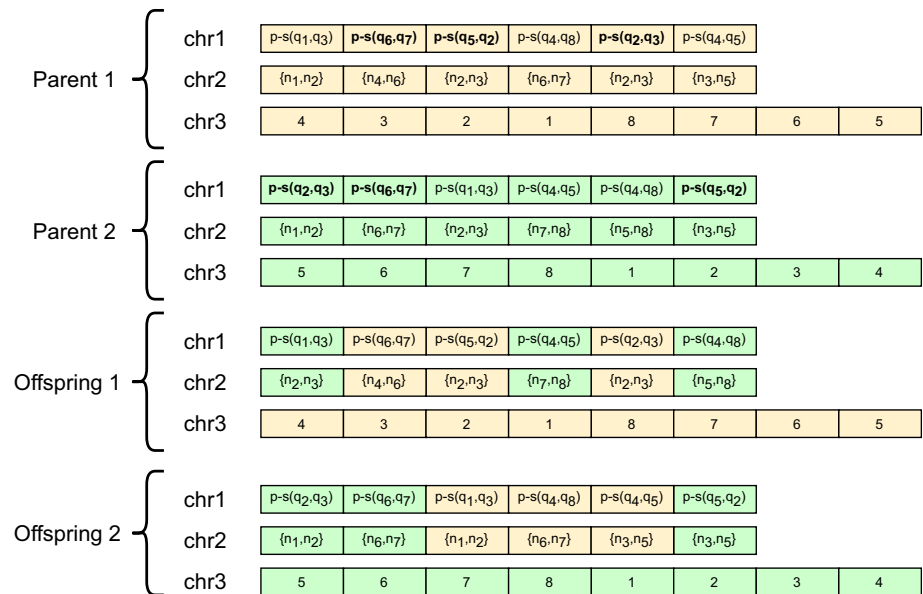 chr1 p-s(q1,q3) p-s(q6,q7) p-s(q5,q2) p-s(q4,q8) p-s(q2,q3) p-s(q4,q5)
Parent 1 chr2 {n1,n2} {n4,n6} {n2,n3} {n6,n7} {n2,n3} {n3,n5}
chr3 4 3 2 1 8 7 6 5
chr1 p-s(q2,q3) p-s(q6,q7) p-s(q1,q3) p-s(q4,q5) p-s(q4,q8) p-s(q5,q2)
Parent 2 chr2 {n1,n2} {n6,n7} {n2,n3} {n7,n8} {n5,n8} {n3,n5}
chr3 5 6 7 8 1 2 3 4
chr1 p-s(q1,q3) p-s(q6,q7) p-s(q5,q2) p-s(q4,q5) p-s(q2,q3) p-s(q4,q8)
Offspring 1 chr2 {n2,n3} {n4,n6} {n2,n3} {n7,n8} {n2,n3} {n5,n8}
chr3 4 3 2 1 8 7 6 5
chr1 p-s(q2,q3) p-s(q6,q7) p-s(q1,q3) p-s(q4,q8) p-s(q4,q5) p-s(q5,q2)
Offspring 2 chr2 {n1,n2} {n6,n7} {n1,n2} {n6,n7} {n3,n5} {n3,n5}
chr3 5 6 7 8 1 2 3 4